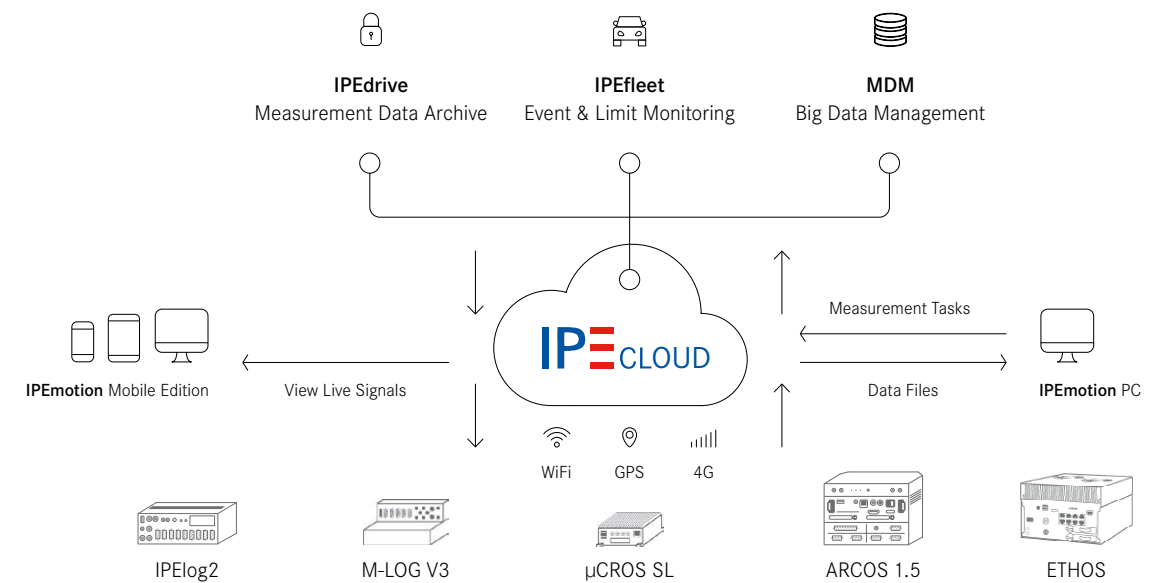 IPEdrive
Measurement Data Archive
IPEfleet
Event & Limit Monitoring
MDM
Big Data Management
Measurement Tasks
IPECLOUD
IPEmotion Mobile Edition
View Live Signals
Data Files
IPEmotion PC
WiFi
GPS
4G
IPElog2
M-LOG V3
µCROS SL
ARCOS 1.5
ETHOS